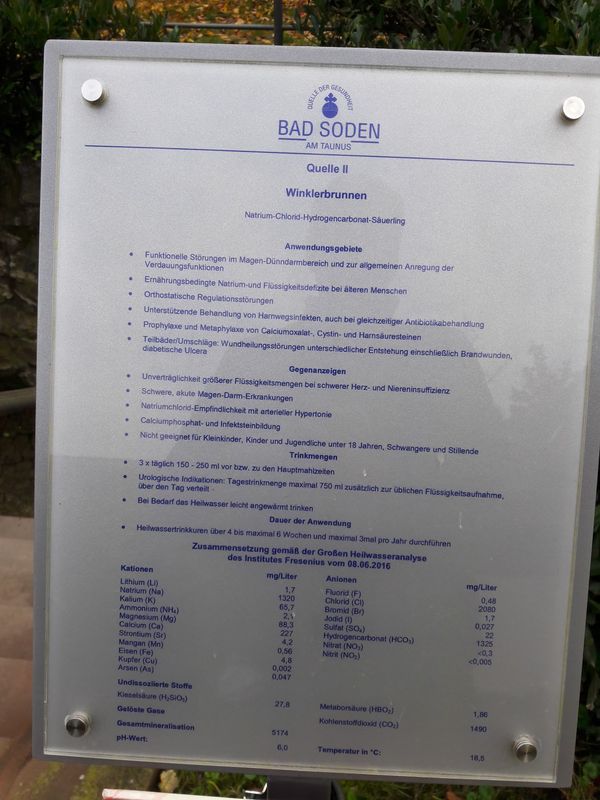 QUELLE DER GESUNDHEIT
BAD SODEN
AM TAUNUS
Quelle II
Winklerbrunnen
Natrium-Chlorid-Hydrogencarbonat-Säuerling
Anwendungsgebiete
• Funktionelle Störungen im Magen-Dünndarmbereich und zur allgemeinen Anregung der
Verdauungsfunktionen
• Ernährungsbedingte Natrium-und Flüssigkeitsdefizite bei älteren Menschen
• Orthostatische Regulationsstörungen
• Unterstützende Behandlung von Harnwegsinfekten, auch bei gleichzeitiger Antibiotikabehandlung
• Prophylaxe und Metaphylaxe von Calciumoxalat-, Cystin- und Harnsäuresteinen
• Teilbäder/Umschläge: Wundheilungsstörungen unterschiedlicher Entstehung einschließlich Brandwunden,
diabetische Ulcera
Gegenanzeigen
• Unverträglichkeit größerer Flüssigkeitsmengen bei schwerer Herz- und Niereninsuffizienz
• Schwere, akute Magen-Darm-Erkrankungen
• Natriumchlorid-Empfindlichkeit mit arterieller Hypertonie
• Calciumphosphat- und Infektsteinbildung
• Nicht geeignet für Kleinkinder, Kinder und Jugendliche unter 18 Jahren, Schwangere und Stillende
Trinkmengen
• 3 x täglich 150 - 250 ml vor bzw. zu den Hauptmahlzeiten
• Urologische Indikationen: Tagestrinkmenge maximal 750 ml zusätzlich zur üblichen Flüssigkeitsaufnahme,
über den Tag verteilt
• Bei Bedarf das Heilwasser leicht angewärmt trinken
Dauer der Anwendung
• Heilwassertrinkkuren über 4 bis maximal 6 Wochen und maximal 3mal pro Jahr durchführen
Zusammensetzung gemäß der Großen Heilwasseranalyse
des Institutes Fresenius vom 08.06.2016
Kationen mg/Liter
Lithium (Li) 1,7
Natrium (Na) 1320
Kalium (K) 65,7
Ammonium (NH₄) 2,1
Magnesium (Mg) 88,3
Calcium (Ca) 227
Strontium (Sr) 4,2
Mangan (Mn) 0,56
Eisen (Fe) 4,8
Kupfer (Cu) 0,002
Arsen (As) 0,047
Anionen mg/Liter
Fluorid (F) 0,48
Chlorid (Cl) 2080
Bromid (Br) 1,7
Jodid (I) 0,027
Sulfat (SO₄) 22
Hydrogencarbonat (HCO₃) 1325
Nitrat (NO₃) <0,3
Nitrit (NO₂) <0,005
Undissoziierte Stoffe
Kieselsäure (H₂SiO₃) 27,8
Metaborsäure (HBO₂) 1,86
Gelöste Gase
Kohlenstoffdioxid (CO₂) 1490
Gesamtmineralisation 5174
pH-Wert: 6,0
Temperatur in °C: 18,5